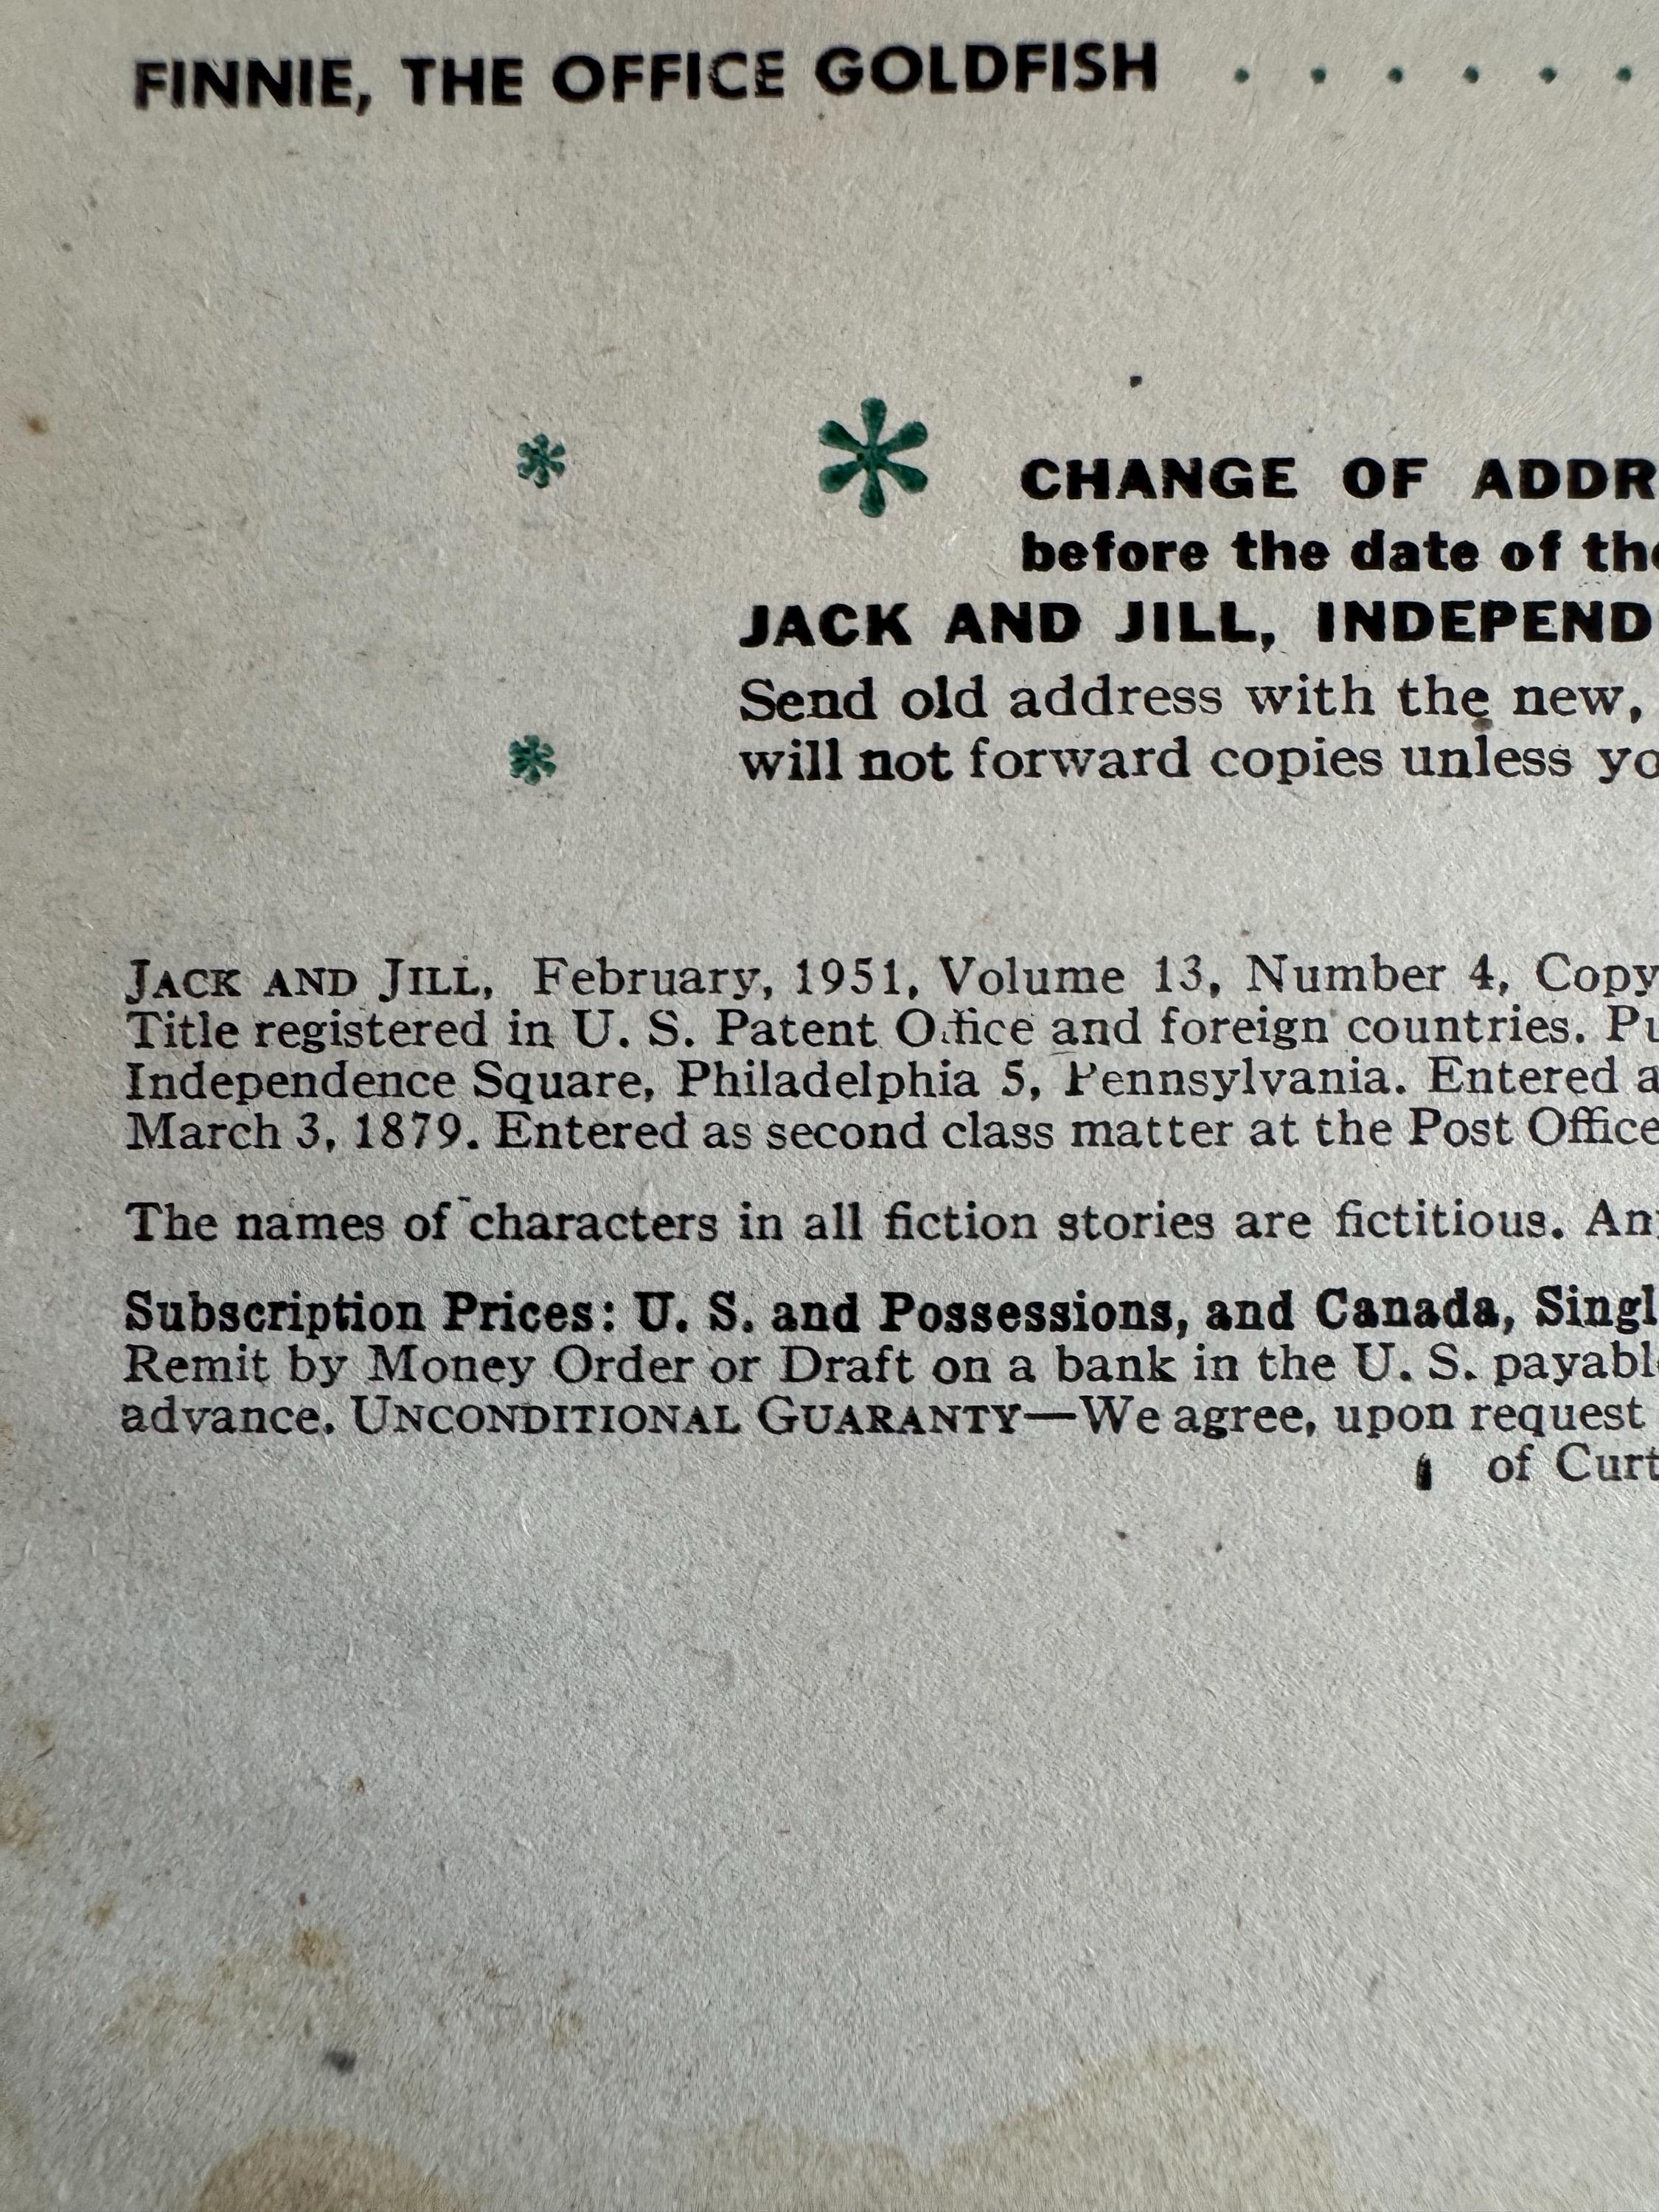 FINNIE, THE OFFICE GOLDFISH . . . . . .
CHANGE OF ADDR
before the date of the
JACK AND JILL, INDEPEND
Send old address with the new,
will not forward copies unless yo
JACK AND JILL, February, 1951, Volume 13, Number 4, Copy
Title registered in U. S. Patent Office and foreign countries. Pu
Independence Square, Philadelphia 5, Pennsylvania. Entered a
March 3, 1879. Entered as second class matter at the Post Office
The names of characters in all fiction stories are fictitious. An
Subscription Prices: U. S. and Possessions, and Canada, Singl
Remit by Money Order or Draft on a bank in the U. S. payabl
advance. UNCONDITIONAL GUARANTY—We agree, upon request
of Curt